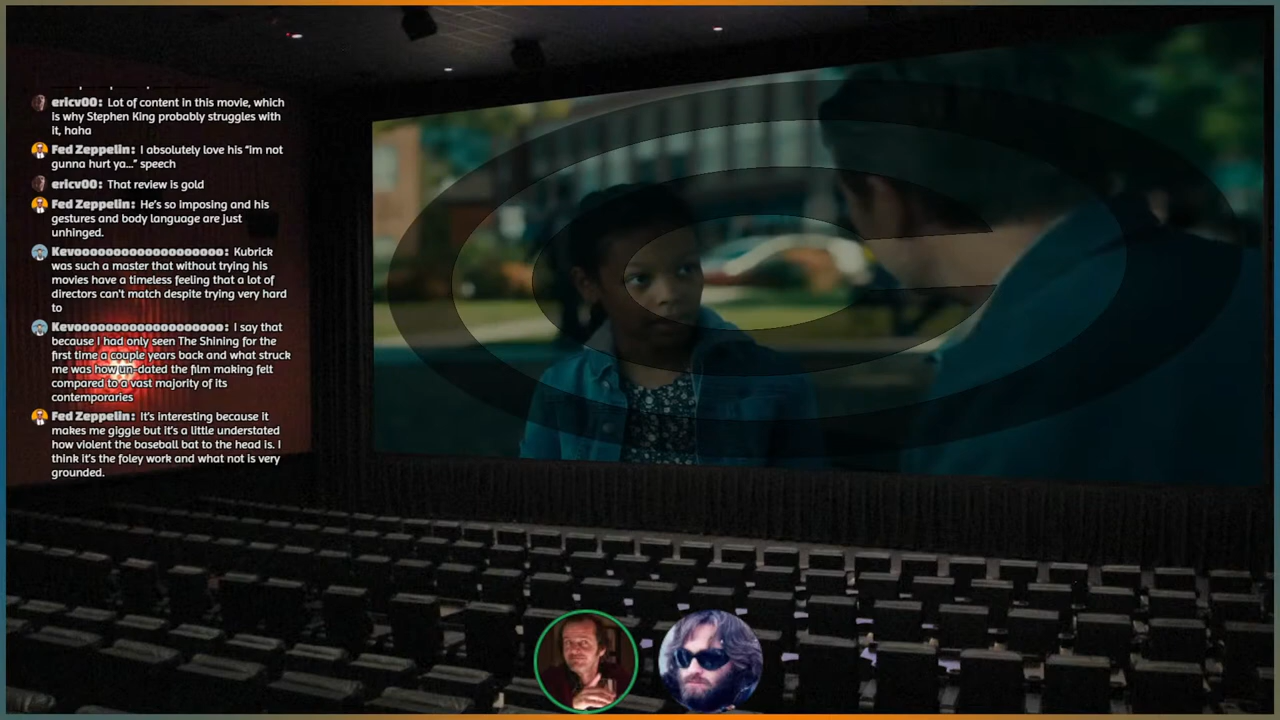 ericv00: Lot of content in this movie, which
is why Stephen King probably struggles with
it, haha
Fed Zeppelin: I absolutely love his "im not
gunna hurt ya..." speech
ericv00: That review is gold
Fed Zeppelin: He's so imposing and his
gestures and body language are just
unhinged.
Kevooooooooooooooooooo: Kubrick
was such a master that without trying his
movies have a timeless feeling that a lot of
directors can't match despite trying very hard
to
Kevooooooooooooooooooo: I say that
because I had only seen The Shining for the
first time a couple years back and what struck
me was how un-dated the film making felt
compared to a vast majority of its
contemporaries
Fed Zeppelin: It's interesting because it
makes me giggle but it's a little understated
how violent the baseball bat to the head is. I
think it's the foley work and what not is very
grounded.